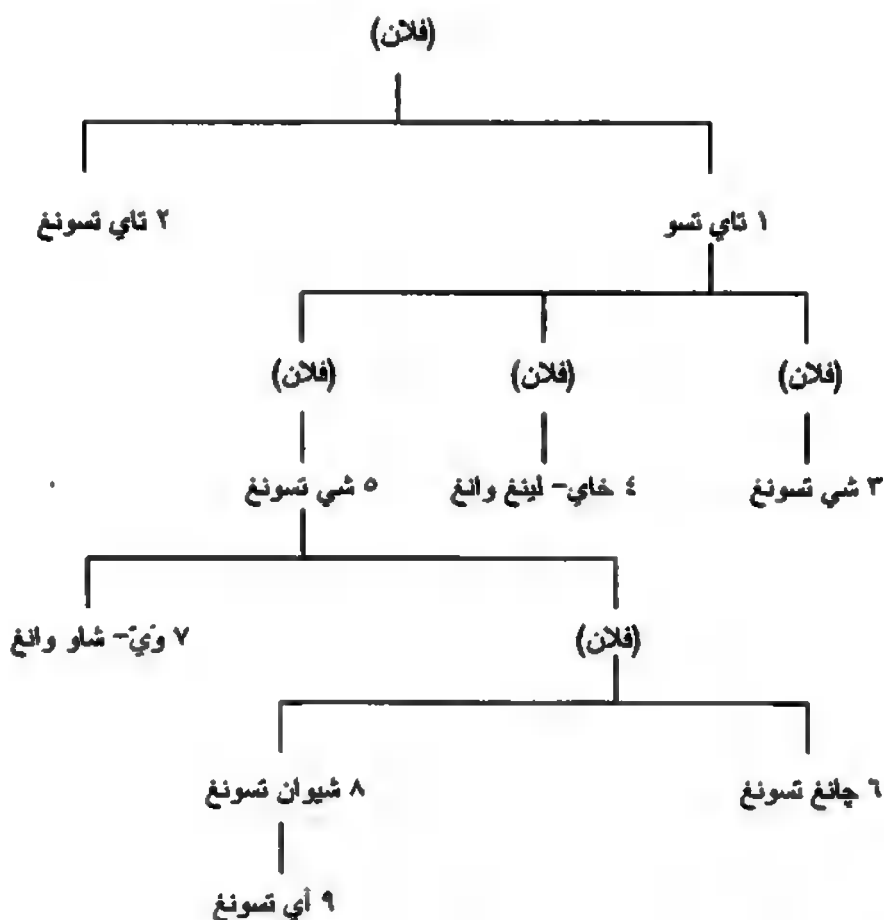 (فلان)
١ تاي تسو ٢ تاي تسونغ
(فلان) (فلان) (فلان)
٣ شي تسونغ ٤ خاي- لينغ وانغ ٥ شي تسونغ
(فلان) ٧ وَيّ- شاو وانغ
٦ چانغ تسونغ ٨ شيوان تسونغ
٩ أي تسونغ